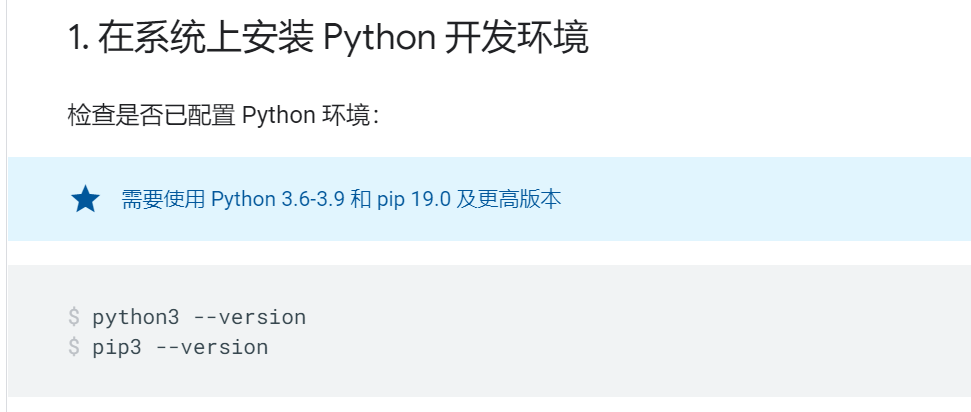 1. 在系统上安装 Python 开发环境
检查是否已配置 Python 环境：
需要使用 Python 3.6-3.9 和 pip 19.0 及更高版本
$ python3 --version
$ pip3 --version